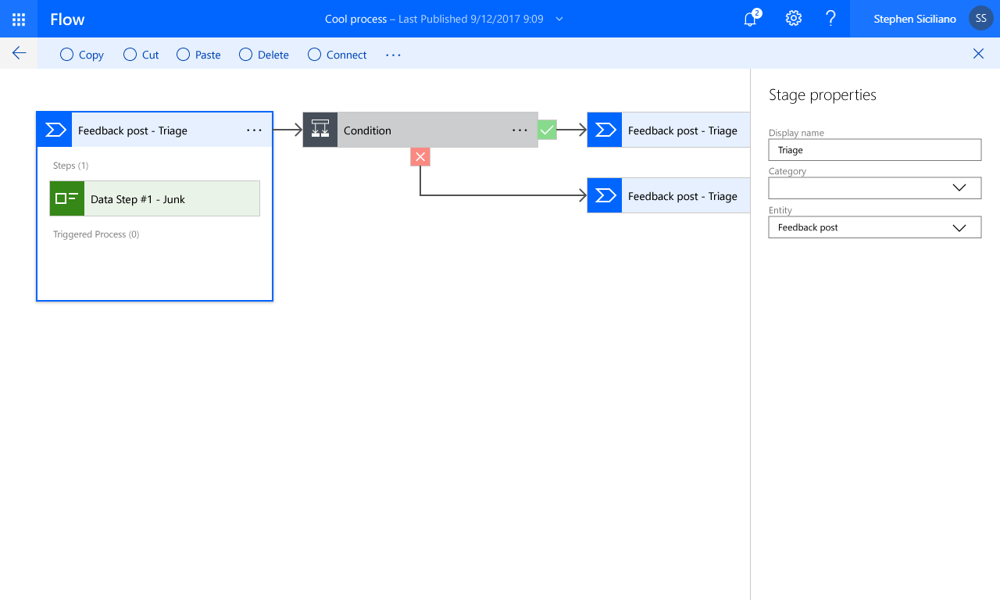 Flow
Cool process – Last Published 9/12/2017 9:09
2
Stephen Siciliano
SS
Copy
Cut
Paste
Delete
Connect
Feedback post - Triage
Condition
Feedback post - Triage
Steps (1)
Data Step #1 - Junk
Triggered Process (0)
Feedback post - Triage
Stage properties
Display name
Triage
Category
Entity
Feedback post